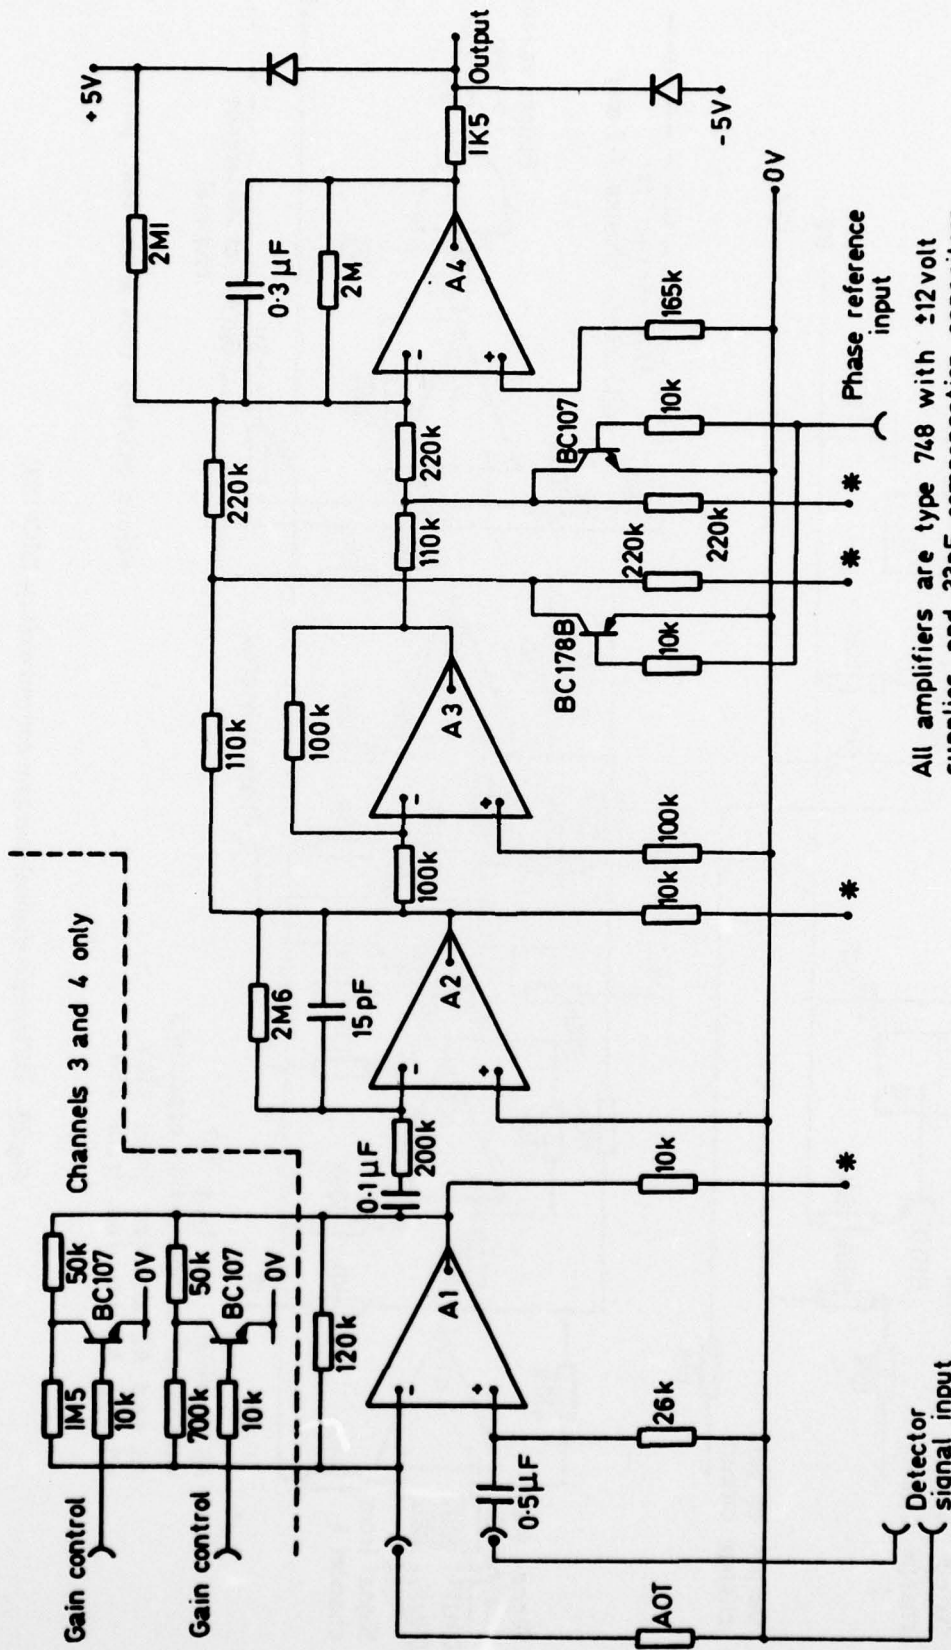 Gain control
Gain control
Channels 3 and 4 only
1M5
50k
BC107
10k
0V
700k
50k
BC107
10k
0V
120k
A1
-
+
0·5µF
26k
AOT
Detector
signal input
0·1µF
200k
10k
*
2M6
15pF
A2
-
+
10k
*
100k
100k
A3
-
+
100k
110k
220k
110k
220k
BC178B
10k
220k
*
BC107
10k
220k
*
Phase reference
input
2M1
0·3µF
2M
A4
-
+
165k
1K5
+5V
Output
-5V
0V
All amplifiers are type 748 with ±12volt